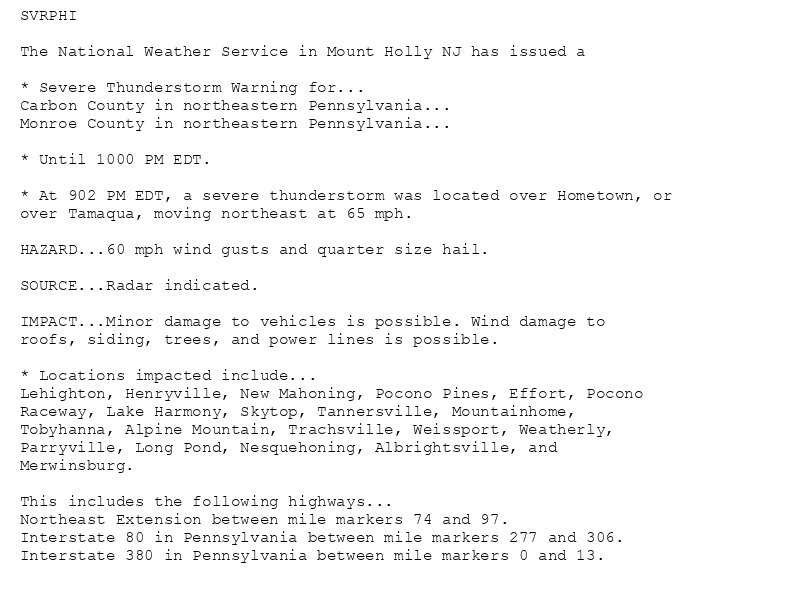 SVRPHI
The National Weather Service in Mount Holly NJ has issued a
* Severe Thunderstorm Warning for...
Carbon County in northeastern Pennsylvania...
Monroe County in northeastern Pennsylvania...
* Until 1000 PM EDT.
* At 902 PM EDT, a severe thunderstorm was located over Hometown, or
over Tamaqua, moving northeast at 65 mph.
HAZARD...60 mph wind gusts and quarter size hail.
SOURCE...Radar indicated.
IMPACT...Minor damage to vehicles is possible. Wind damage to
roofs, siding, trees, and power lines is possible.
* Locations impacted include...
Lehighton, Henryville, New Mahoning, Pocono Pines, Effort, Pocono
Raceway, Lake Harmony, Skytop, Tannersville, Mountainhome,
Tobyhanna, Alpine Mountain, Trachsville, Weissport, Weatherly,
Parryville, Long Pond, Nesquehoning, Albrightsville, and
Merwinsburg.
This includes the following highways...
Northeast Extension between mile markers 74 and 97.
Interstate 80 in Pennsylvania between mile markers 277 and 306.
Interstate 380 in Pennsylvania between mile markers 0 and 13.